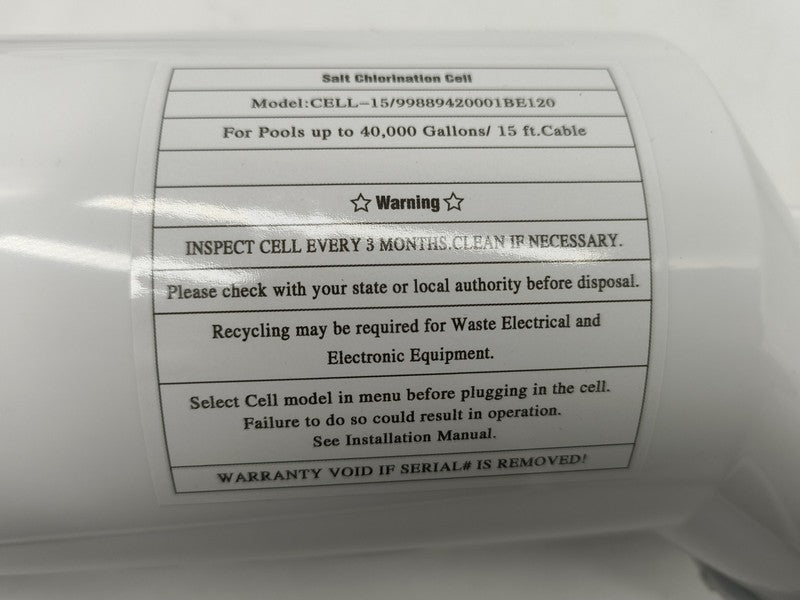 Salt Chlorination Cell
Model:CELL-15/99889420001BE120
For Pools up to 40,000 Gallons/ 15 ft.Cable
☆ Warning ☆
INSPECT CELL EVERY 3 MONTHS.CLEAN IF NECESSARY.
Please check with your state or local authority before disposal.
Recycling may be required for Waste Electrical and
Electronic Equipment.
Select Cell model in menu before plugging in the cell.
Failure to do so could result in operation.
See Installation Manual.
WARRANTY VOID IF SERIAL# IS REMOVED!